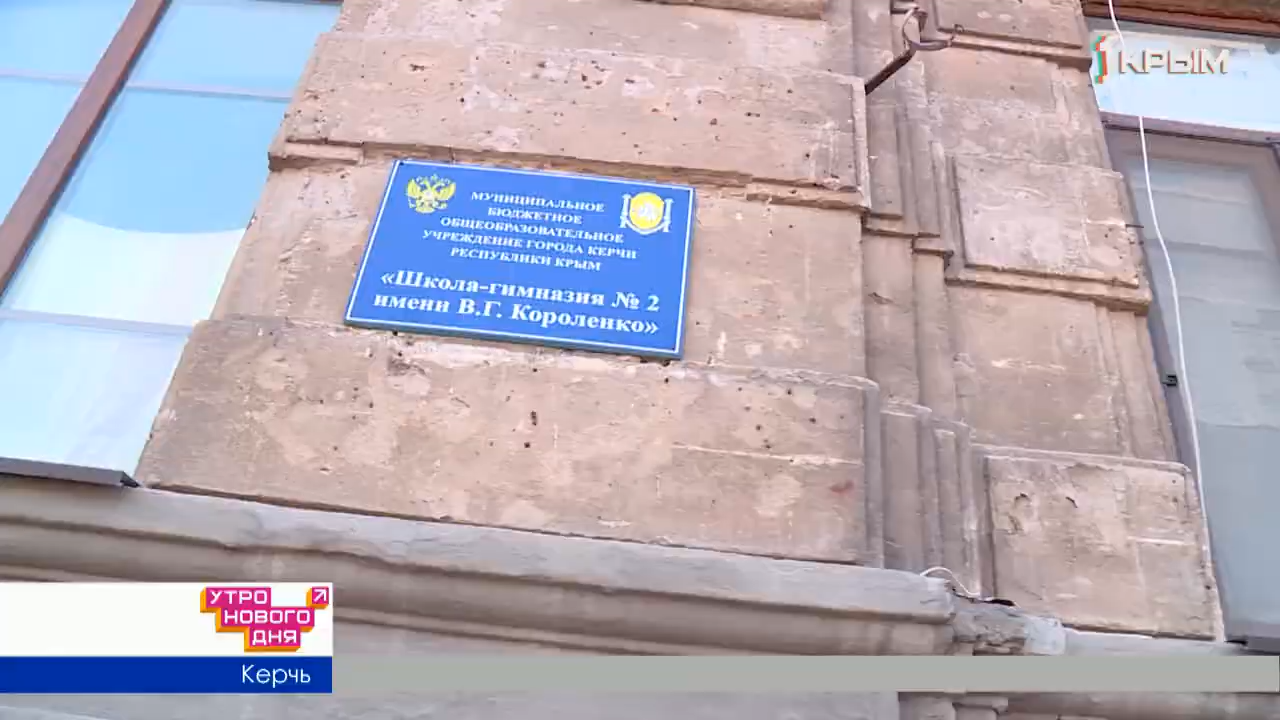 1 КРЫМ
МУНИЦИПАЛЬНОЕ
БЮДЖЕТНОЕ
ОБЩЕОБРАЗОВАТЕЛЬНОЕ
УЧРЕЖДЕНИЕ ГОРОДА КЕРЧИ
РЕСПУБЛИКИ КРЫМ
«Школа-гимназия № 2
имени В.Г. Короленко»
УТРО
НОВОГО
ДНЯ
Керчь